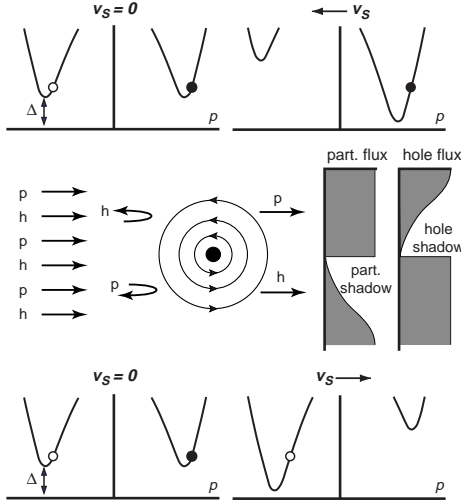 v_S = 0
v_S
Δ
p
p
part. flux
hole flux
p
h
p
h
p
h
h
p
p
h
hole
shadow
part.
shadow
v_S = 0
v_S
Δ
p
p